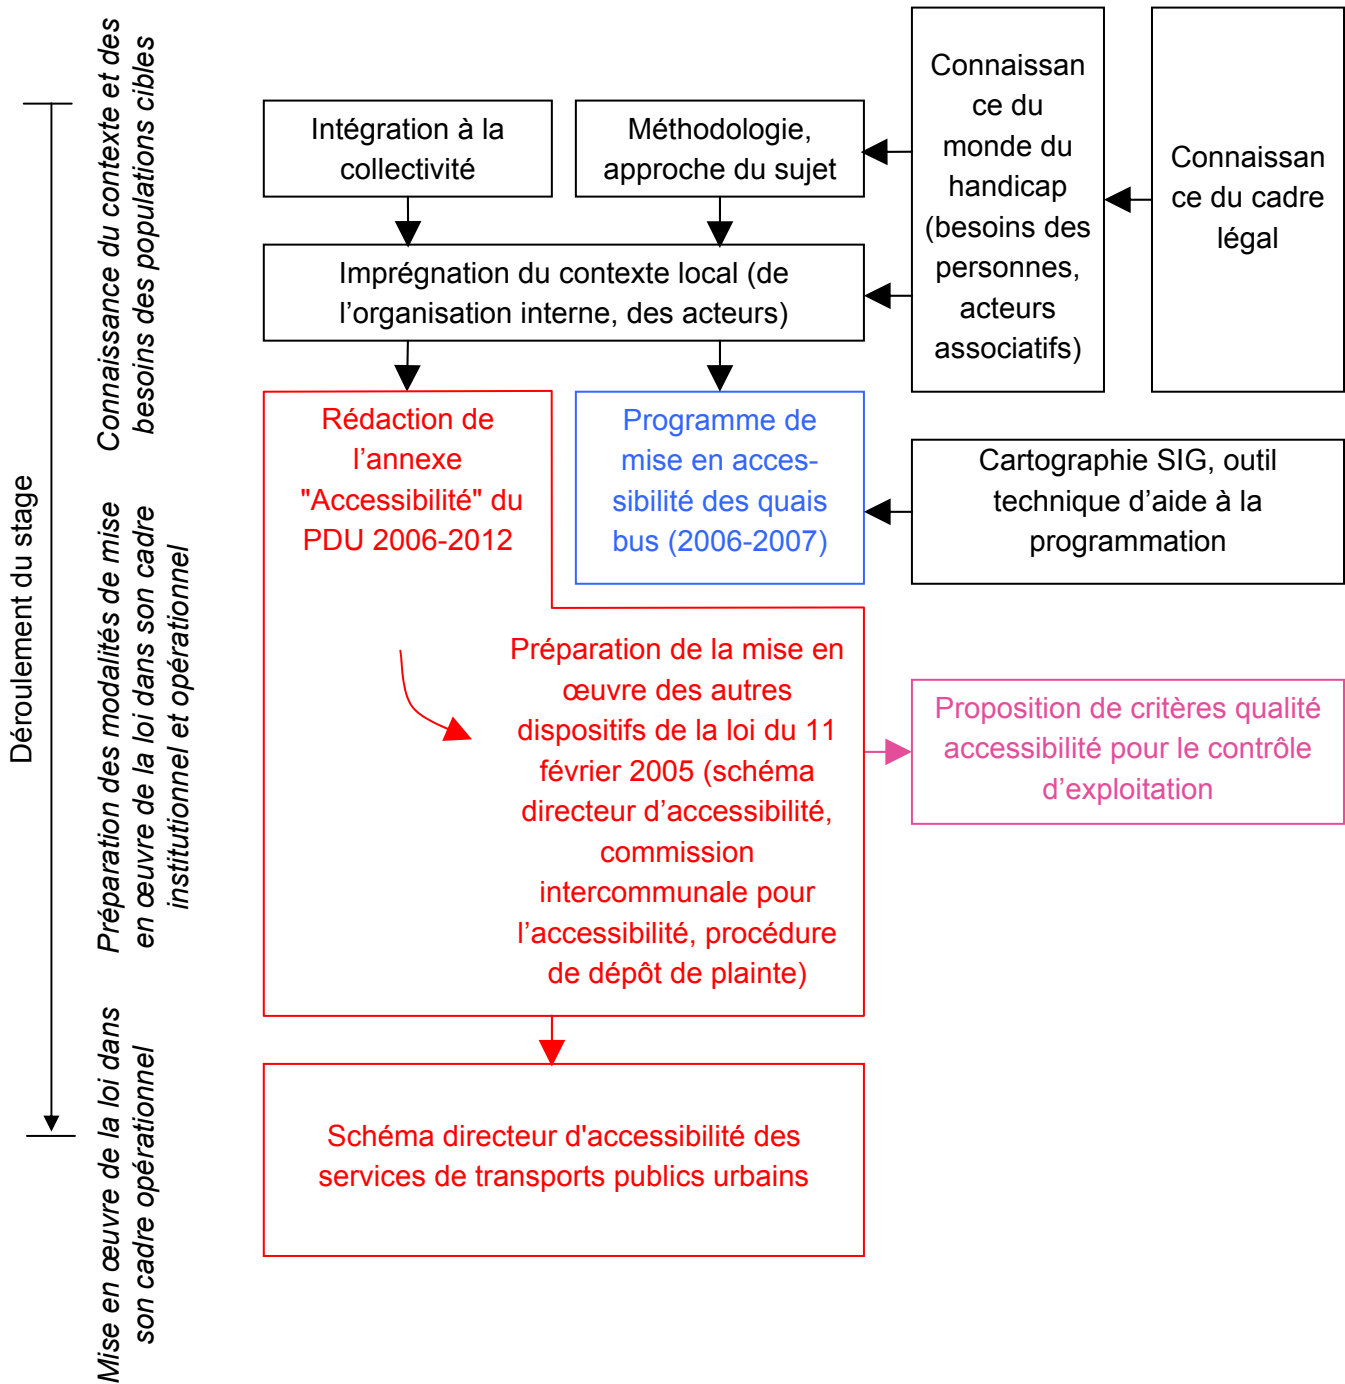 Déroulement du stage
Connaissance du contexte et des
besoins des populations cibles
Préparation des modalités de mise
en œuvre de la loi dans son cadre
institutionnel et opérationnel
Mise en œuvre de la loi dans
son cadre opérationnel
Intégration à la
collectivité
Méthodologie,
approche du sujet
Connaissan
ce du
monde du
handicap
(besoins des
personnes,
acteurs
associatifs)
Connaissan
ce du cadre
légal
Imprégnation du contexte local (de
l’organisation interne, des acteurs)
Rédaction de
l’annexe
"Accessibilité" du
PDU 2006-2012
Programme de
mise en acces-
sibilité des quais
bus (2006-2007)
Cartographie SIG, outil
technique d’aide à la
programmation
Préparation de la mise en
œuvre des autres
dispositifs de la loi du 11
février 2005 (schéma
directeur d’accessibilité,
commission
intercommunale pour
l’accessibilité, procédure
de dépôt de plainte)
Proposition de critères qualité
accessibilité pour le contrôle
d’exploitation
Schéma directeur d'accessibilité des
services de transports publics urbains